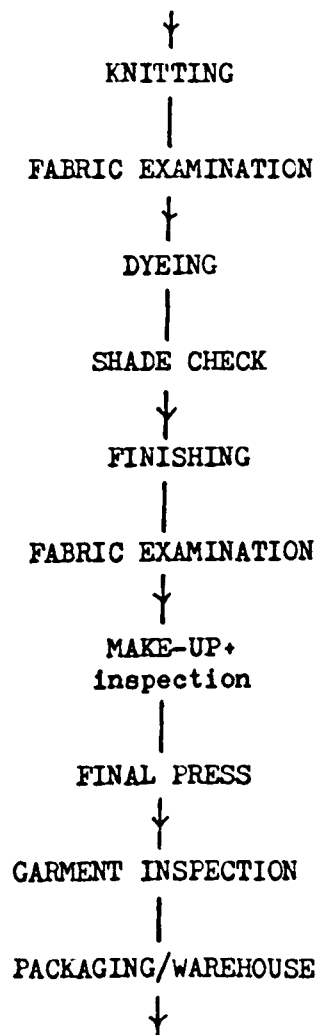 KNITTING
FABRIC EXAMINATION
DYEING
SHADE CHECK
FINISHING
FABRIC EXAMINATION
MAKE-UP+
inspection
FINAL PRESS
GARMENT INSPECTION
PACKAGING/WAREHOUSE